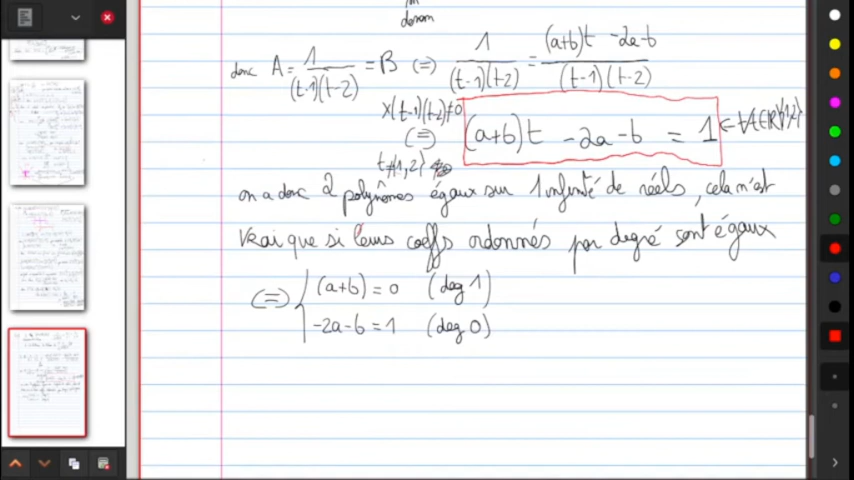 dénom
donc A = 1/((t-1)(t-2)) = B (=) 1/((t-1)(t-2)) = ((a+b)t -2a-b)/((t-1)(t-2))
x(t-1)(t-2)≠0
(=) (a+b)t -2a-b = 1 ← ∀t∈ℝ\{1,2}
t≠{1,2}
on a donc 2 polynômes égaux sur 1 infinité de réels, cela n'est
vrai que si leurs coeffs ordonnés par degré sont égaux
(=) { (a+b) = 0 (deg 1)
-2a-b = 1 (deg 0)